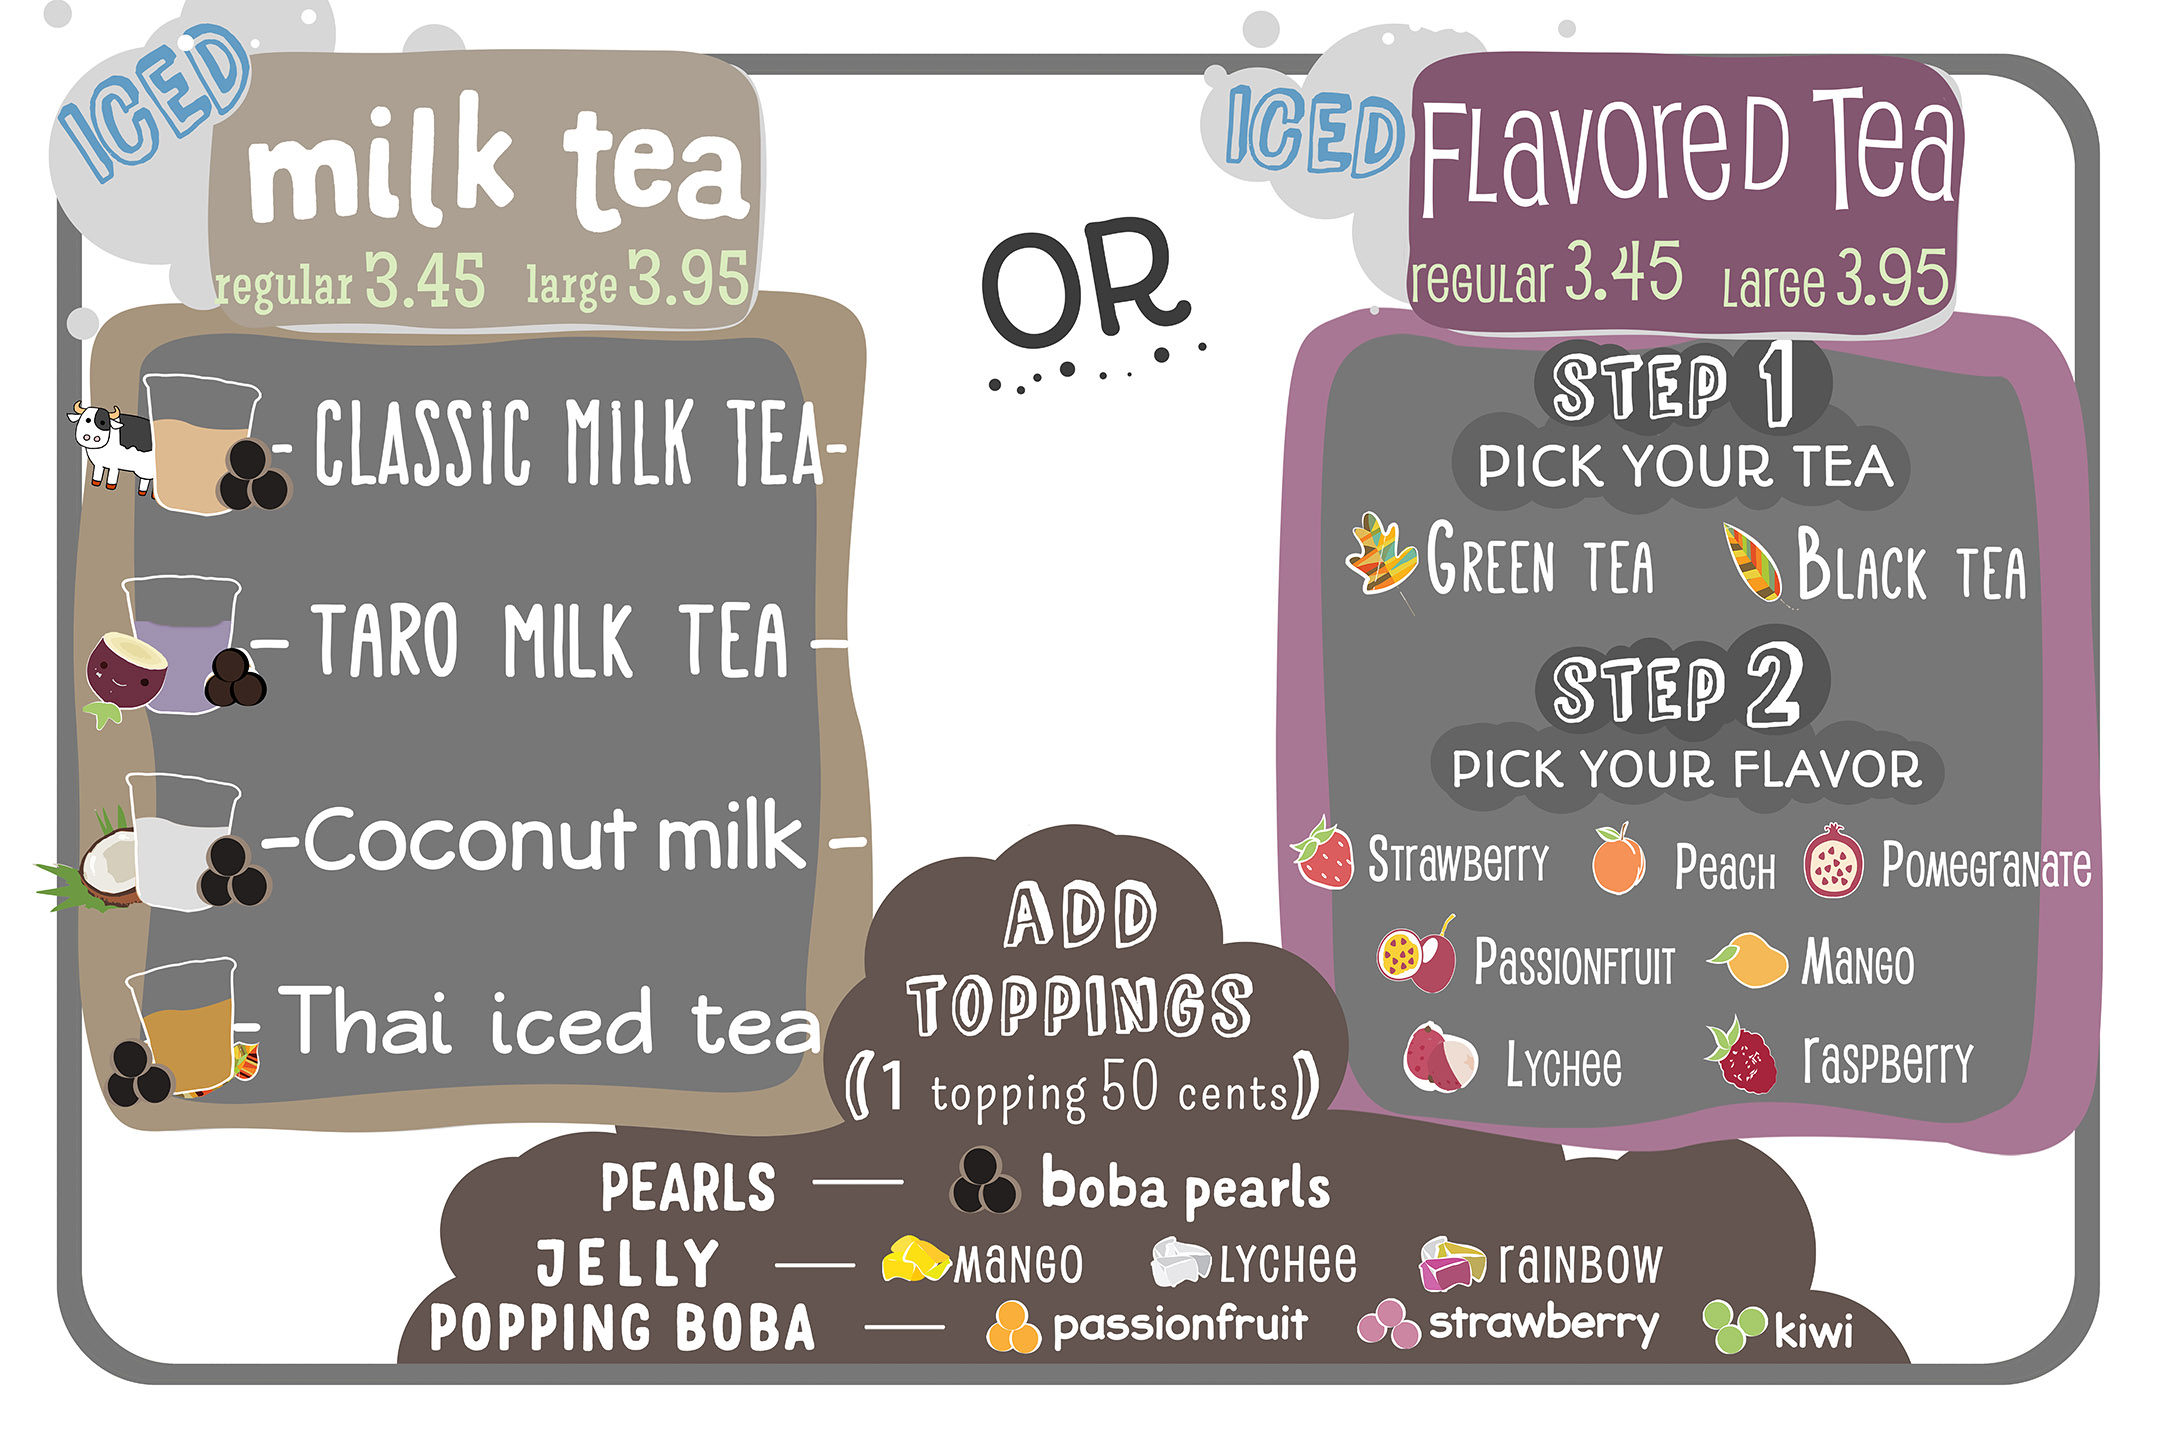 ICED
milk tea
regular 3.45 large 3.95
- CLASSIC MILK TEA-
- TARO MILK TEA -
-Coconut milk -
- Thai iced tea
OR
ICED
FLavoreD Tea
reGULar 3.45 Large 3.95
STEP 1
PICK YOUR TEA
GREEN TEA BLACK TEA
STEP 2
PICK YOUR FLAVOR
STrawBerry Peach PomeGranate
PassionFruit Mango
Lychee raspberry
ADD
TOPPINGS
(1 topping 50 cents)
PEARLS — boba pearls
JELLY — manGO LYCHee raINBOW
POPPING BOBA — passionfruit strawberry kiwi